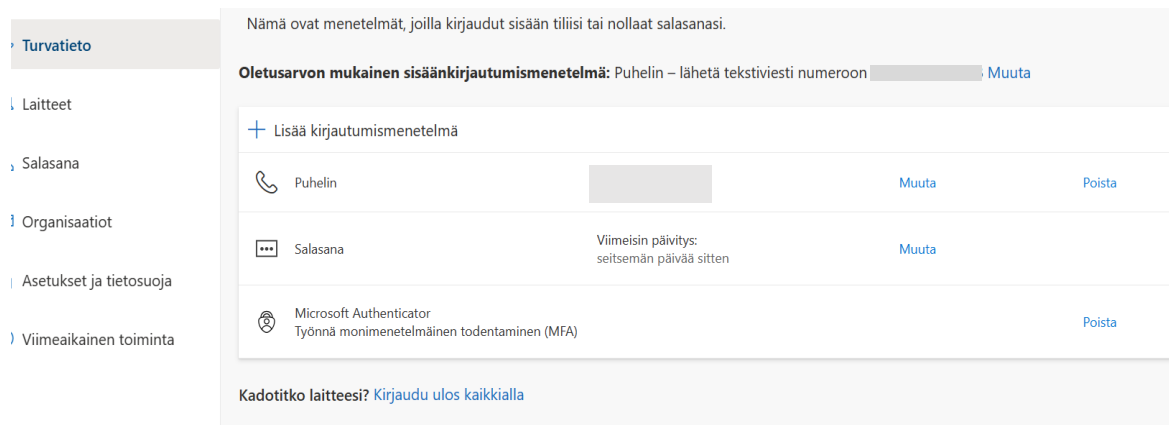 Nämä ovat menetelmät, joilla kirjaudut sisään tiliisi tai nollaat salasanasi.
Turvatieto
Oletusarvon mukainen sisäänkirjautumismenetelmä: Puhelin – lähetä tekstiviesti numeroon Muuta
Laitteet
Lisää kirjautumismenetelmä
Salasana
Puhelin Muuta Poista
Organisaatiot
Salasana Viimeisin päivitys: Muuta
seitsemän päivää sitten
Asetukset ja tietosuoja
Microsoft Authenticator
Työnnä monimenetelmäinen todentaminen (MFA) Poista
Viimeaikainen toiminta
Kadotitko laitteesi? Kirjaudu ulos kaikkialla